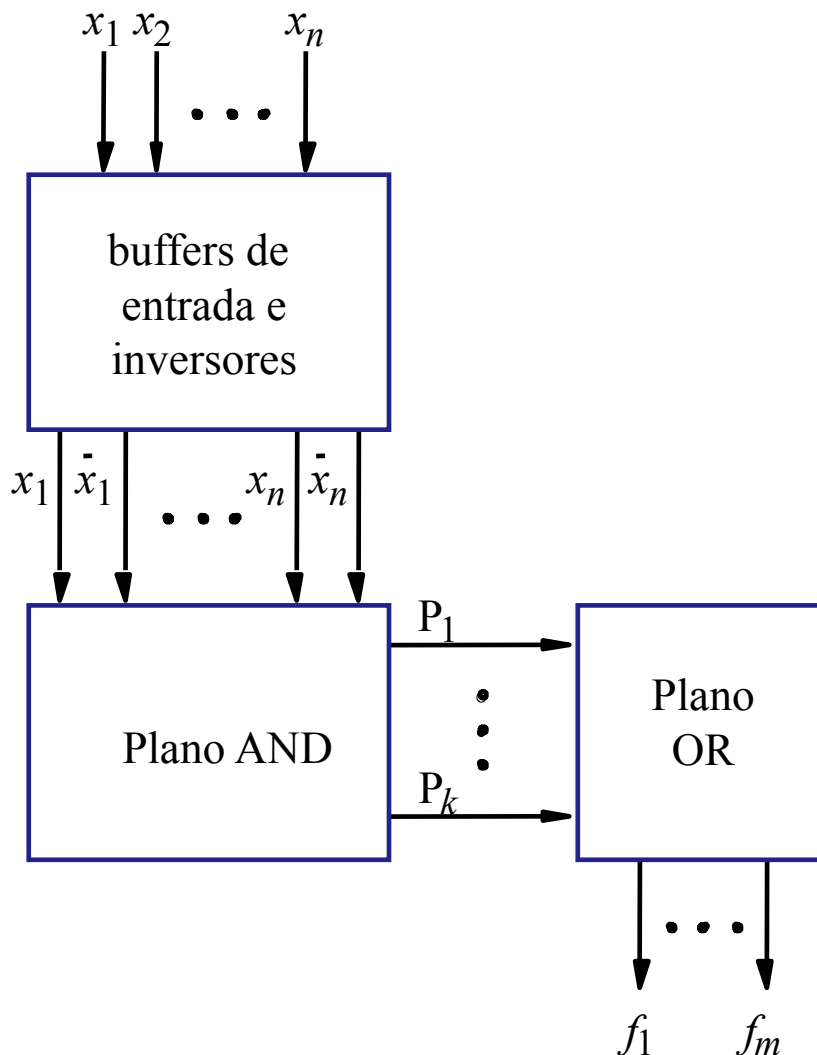 x1 x2 xn
buffers de
entrada e
inversores
x1 x̄1 xn x̄n
P1
Plano AND
Plano
OR
Pk
f1 fm